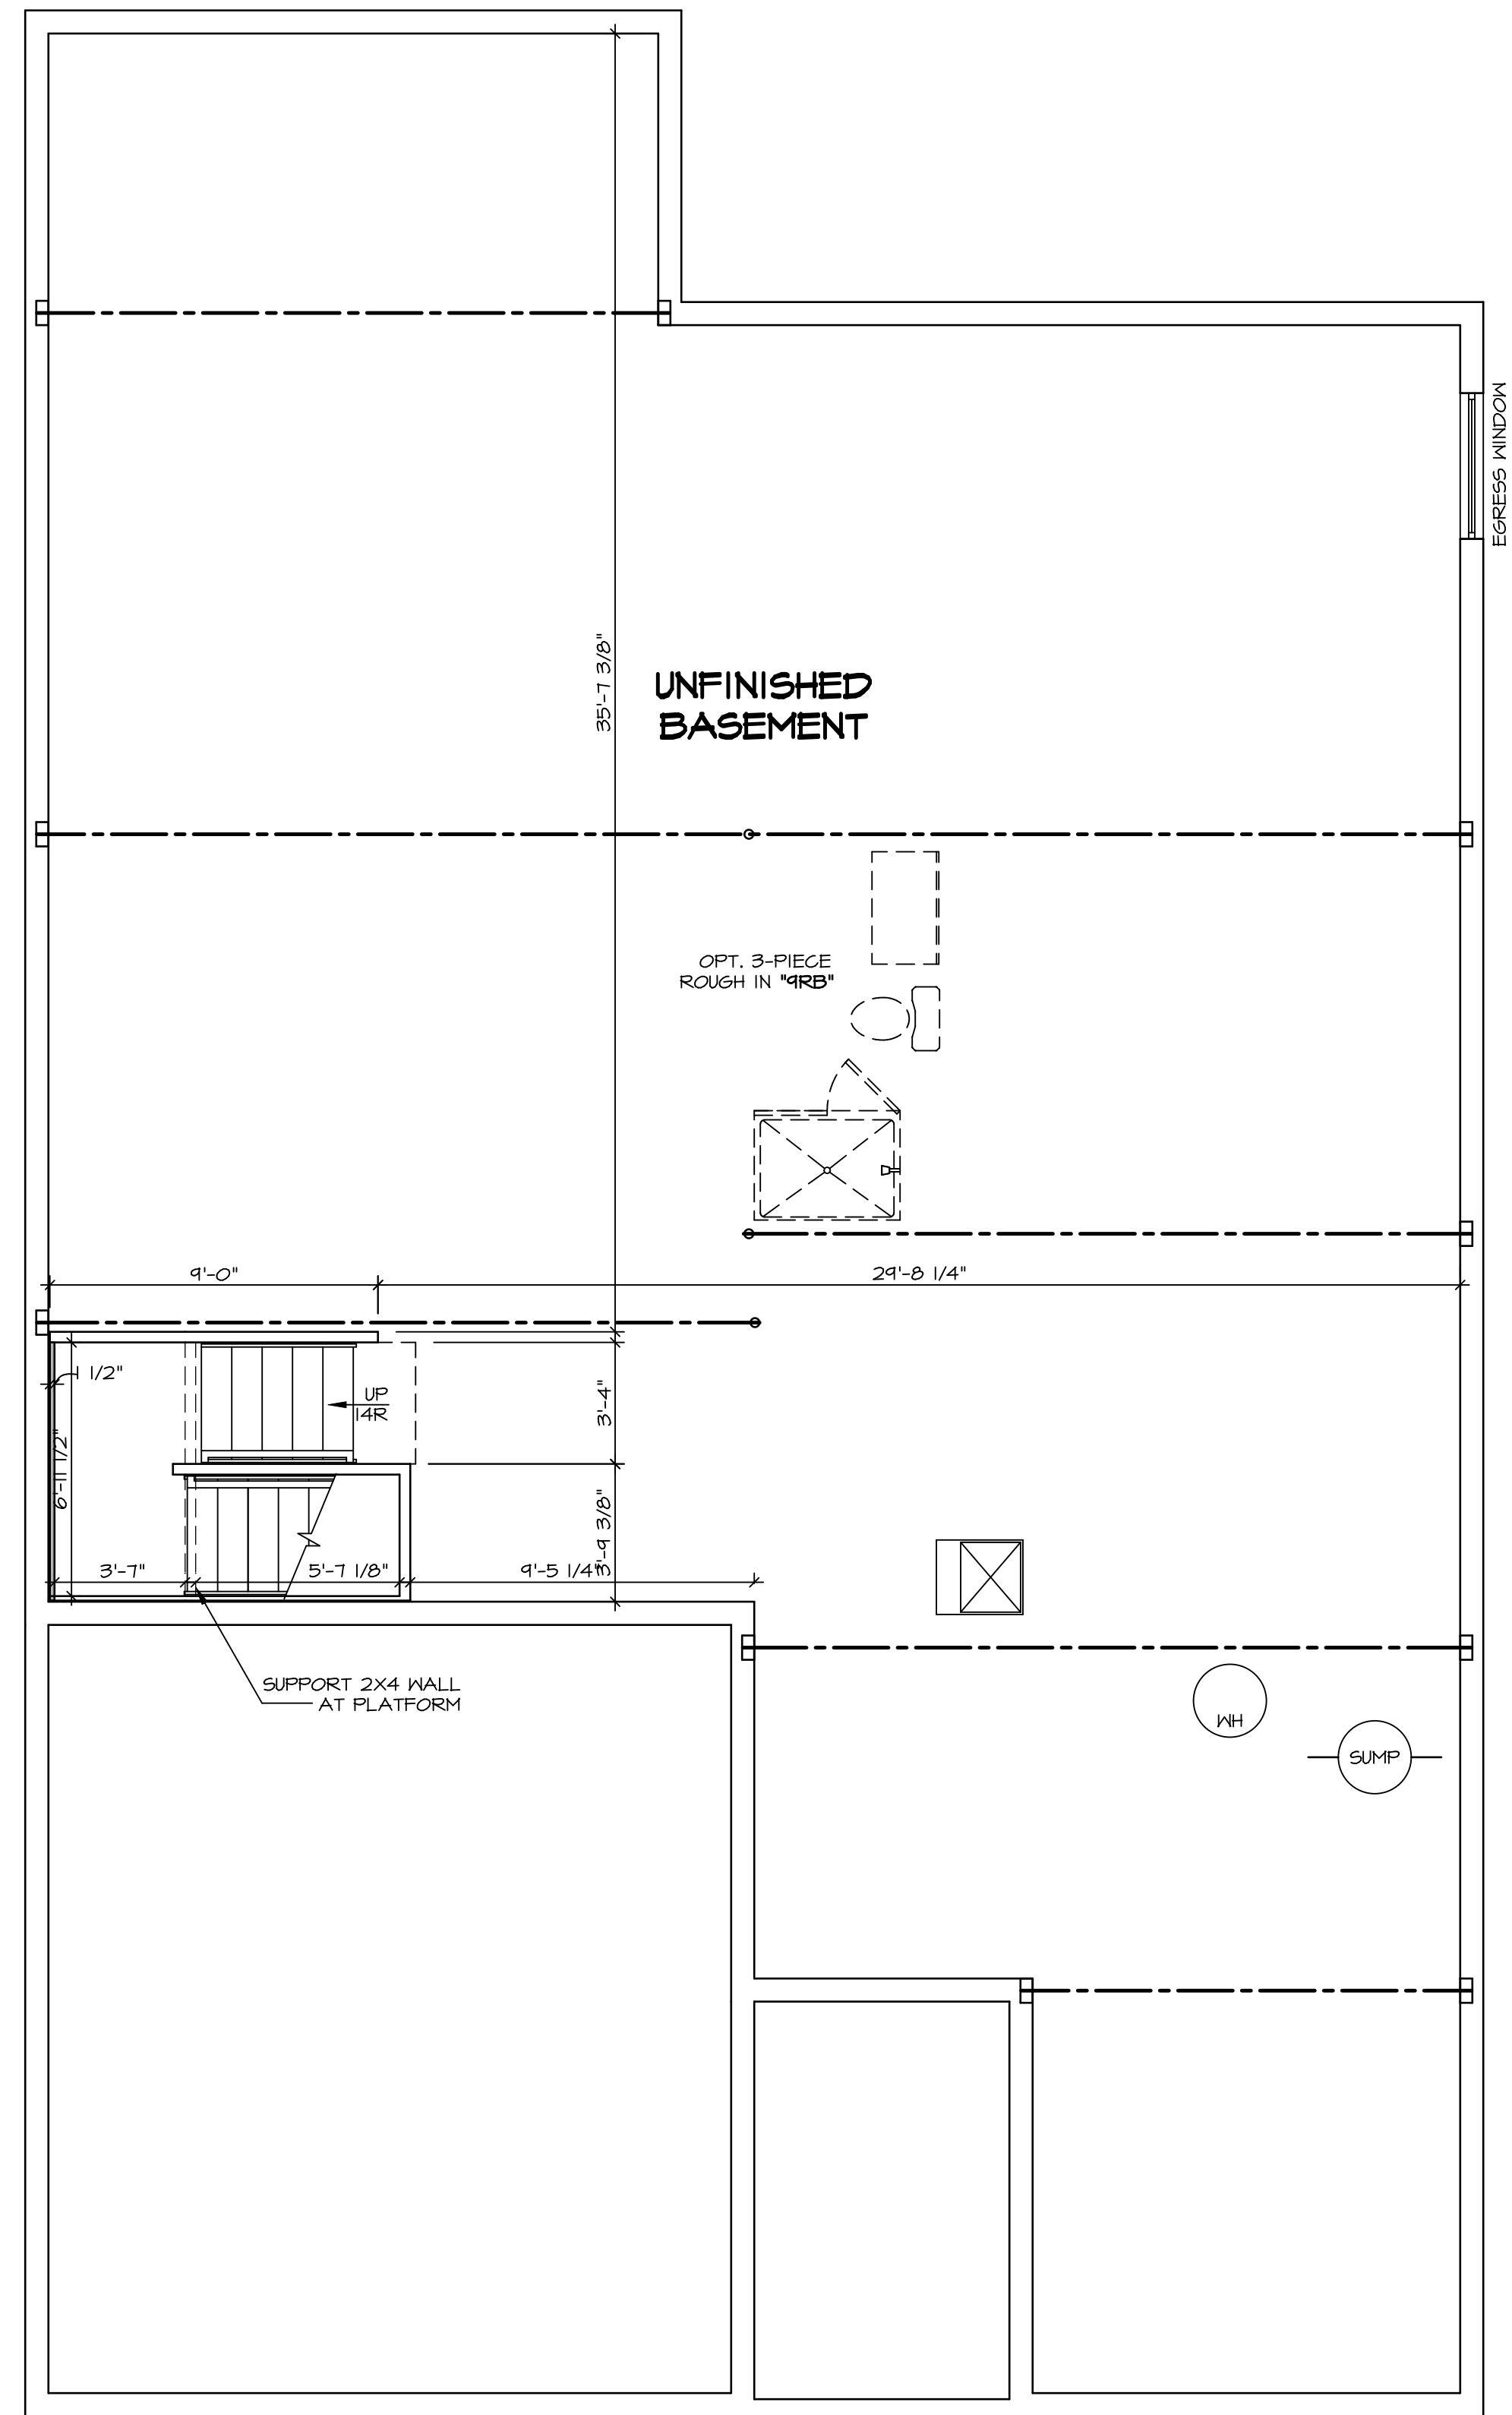 EGRESS WINDOW
35'-7 3/8"
UNFINISHED
BASEMENT
OPT. 3-PIECE
ROUGH IN "9RB"
9'-0"
29'-8 1/4"
1 1/2"
UP
14R
3'-4"
6'-11 1/2"
3'-9 3/8"
3'-7"
5'-7 1/8"
9'-5 1/4"
SUPPORT 2X4 WALL
AT PLATFORM
WH
SUMP